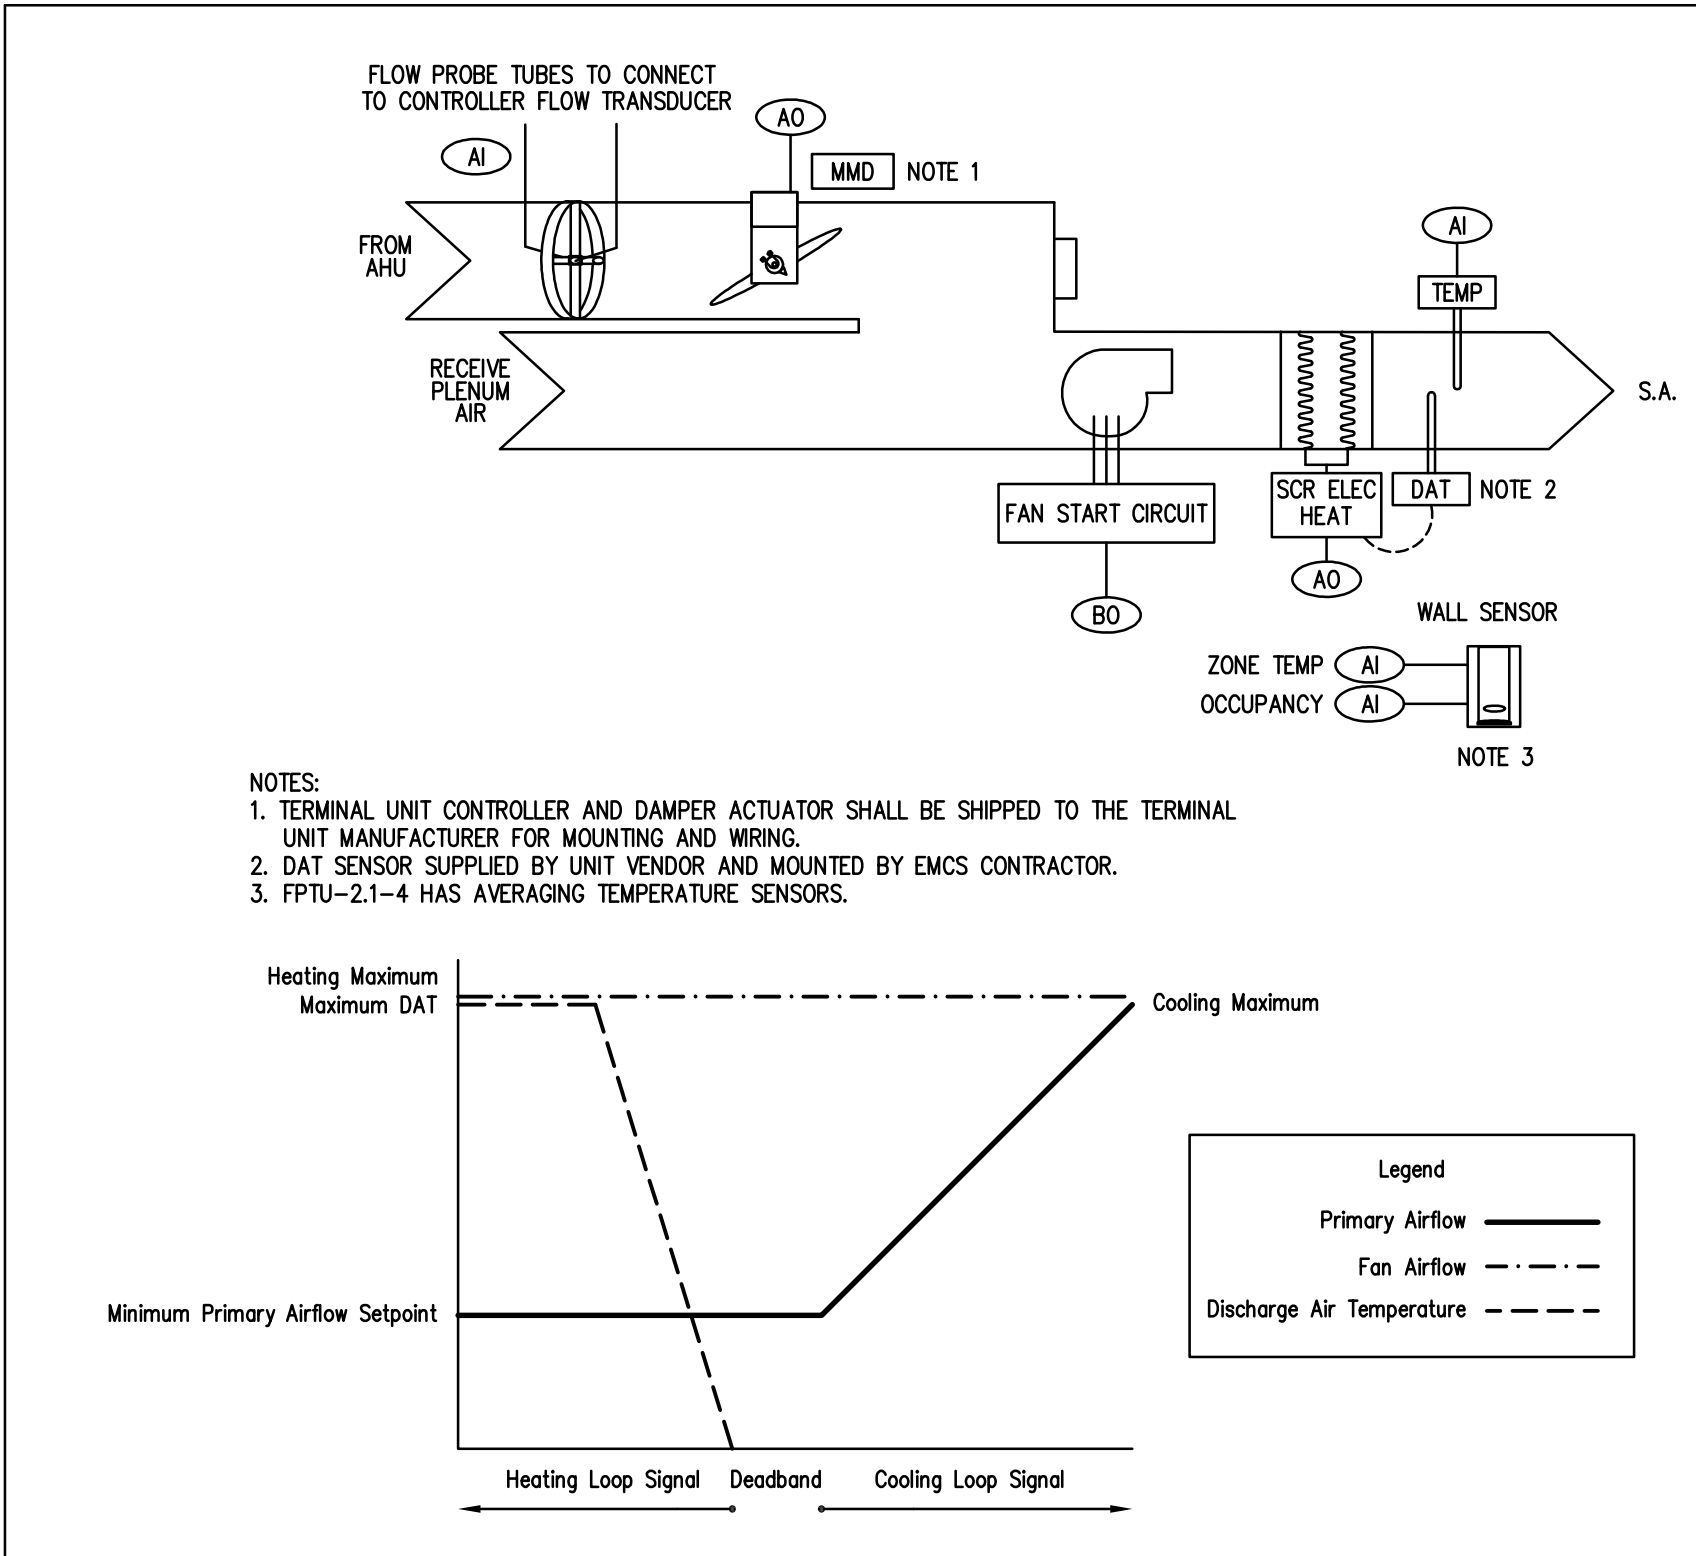 FLOW PROBE TUBES TO CONNECT
TO CONTROLLER FLOW TRANSDUCER
AI
AO
MMD
NOTE 1
FROM
AHU
RECEIVE
PLENUM
AIR
AI
TEMP
S.A.
FAN START CIRCUIT
BO
SCR ELEC
HEAT
AO
DAT
NOTE 2
WALL SENSOR
ZONE TEMP
AI
OCCUPANCY
AI
NOTE 3
NOTES:
1. TERMINAL UNIT CONTROLLER AND DAMPER ACTUATOR SHALL BE SHIPPED TO THE TERMINAL
UNIT MANUFACTURER FOR MOUNTING AND WIRING.
2. DAT SENSOR SUPPLIED BY UNIT VENDOR AND MOUNTED BY EMCS CONTRACTOR.
3. FPTU-2.1-4 HAS AVERAGING TEMPERATURE SENSORS.
Heating Maximum
Maximum DAT
Cooling Maximum
Minimum Primary Airflow Setpoint
Heating Loop Signal
Deadband
Cooling Loop Signal
Legend
Primary Airflow
Fan Airflow
Discharge Air Temperature